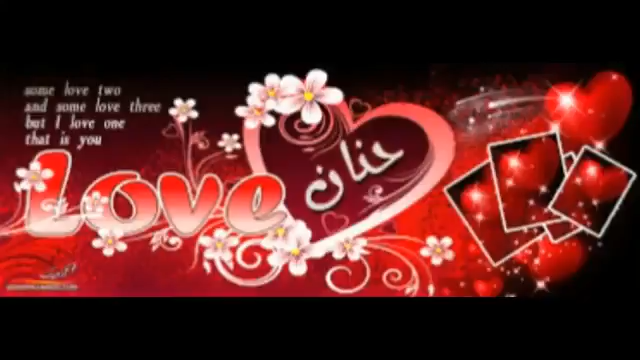 some love two
and some love three
but I love one
that is you
Love
حنان